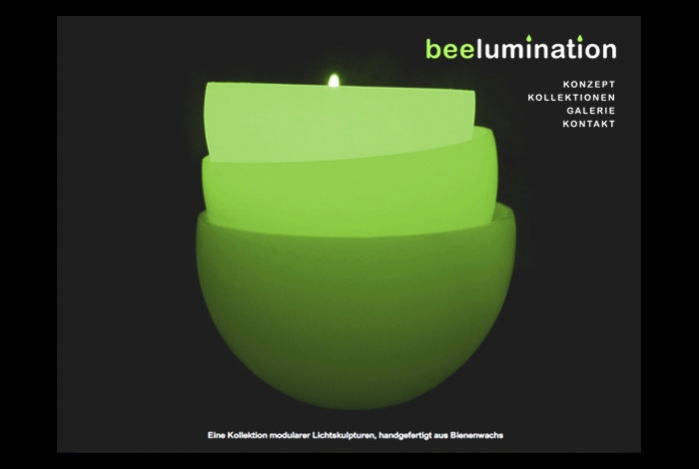 beelumination
KONZEPT
KOLLEKTIONEN
GALERIE
KONTAKT
Eine Kollektion modularer Lichtskulpturen, handgefertigt aus Bienenwachs